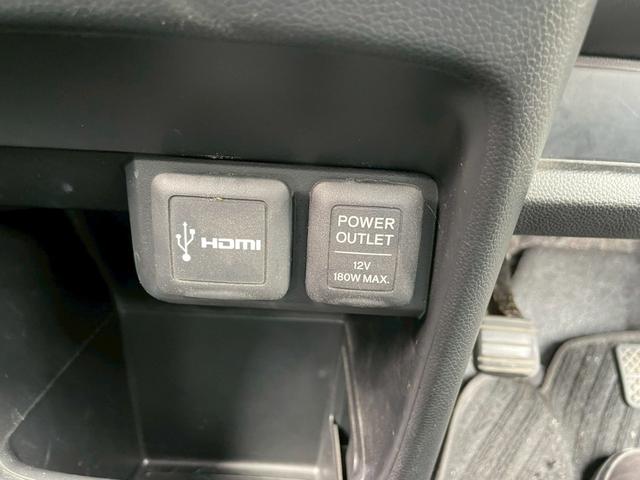 HDMI
POWER
OUTLET
12V
180W MAX.